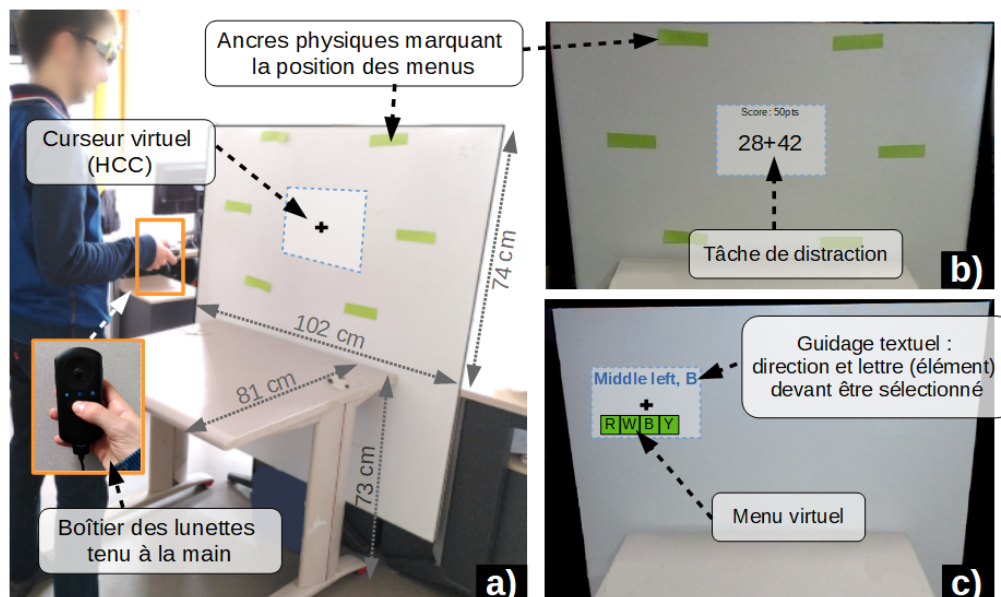 Ancres physiques marquant
la position des menus
Curseur virtuel
(HCC)
102 cm
74 cm
81 cm
73 cm
Boîtier des lunettes
tenu à la main
a)
Score: 50pts
28+42
Tâche de distraction
b)
Guidage textuel :
direction et lettre (élément)
devant être sélectionné
Middle left, B
R W B Y
Menu virtuel
c)